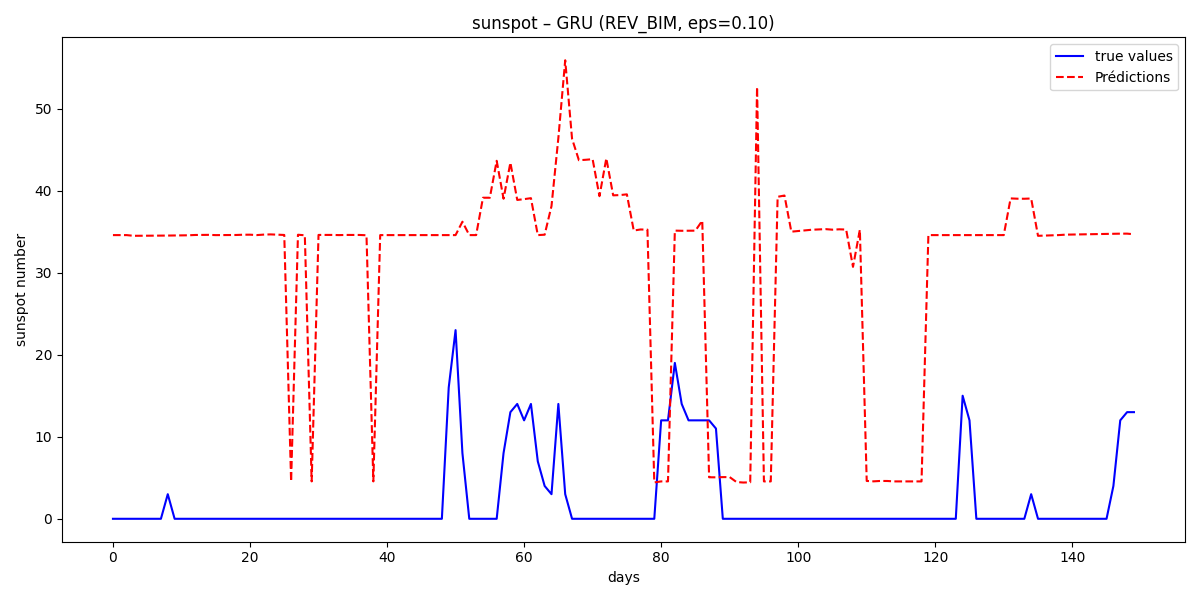 sunspot – GRU (REV_BIM, eps=0.10)
true values
Prédictions
sunspot number
50
40
30
20
10
0
0 20 40 60 80 100 120 140
days